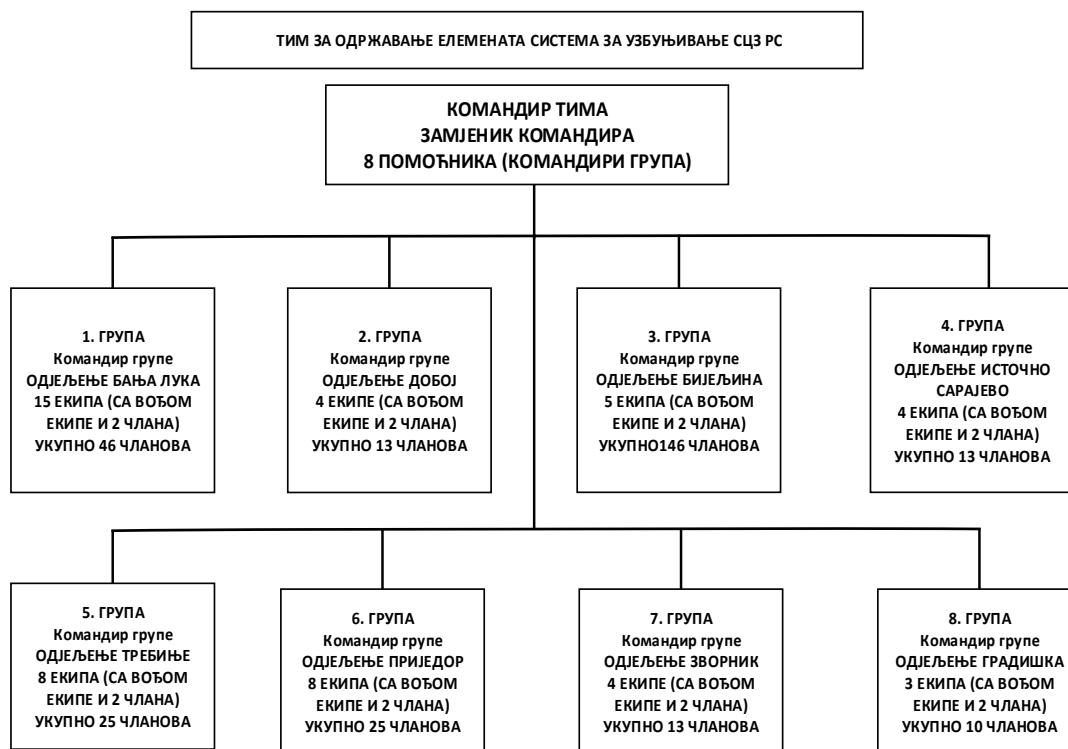 ТИМ ЗА ОДРЖАВАЊЕ ЕЛЕМЕНАТА СИСТЕМА ЗА УЗБУЊИВАЊЕ СЦЗ РС
КОМАНДИР ТИМА
ЗАМЈЕНИК КОМАНДИРА
8 ПОМОЋНИКА (КОМАНДИРИ ГРУПА)
1. ГРУПА
Командир групе
ОДЈЕЉЕЊЕ БАЊА ЛУКА
15 ЕКИПА (СА ВОЂОМ
ЕКИПЕ И 2 ЧЛАНА)
УКУПНО 46 ЧЛАНОВА
2. ГРУПА
Командир групе
ОДЈЕЉЕЊЕ ДОБОЈ
4 ЕКИПЕ (СА ВОЂОМ
ЕКИПЕ И 2 ЧЛАНА)
УКУПНО 13 ЧЛАНОВА
3. ГРУПА
Командир групе
ОДЈЕЉЕЊЕ БИЈЕЉИНА
5 ЕКИПА (СА ВОЂОМ
ЕКИПЕ И 2 ЧЛАНА)
УКУПНО146 ЧЛАНОВА
4. ГРУПА
Командир групе
ОДЈЕЉЕЊЕ ИСТОЧНО
САРАЈЕВО
4 ЕКИПА (СА ВОЂОМ
ЕКИПЕ И 2 ЧЛАНА)
УКУПНО 13 ЧЛАНОВА
5. ГРУПА
Командир групе
ОДЈЕЉЕЊЕ ТРЕБИЊЕ
8 ЕКИПА (СА ВОЂОМ
ЕКИПЕ И 2 ЧЛАНА)
УКУПНО 25 ЧЛАНОВА
6. ГРУПА
Командир групе
ОДЈЕЉЕЊЕ ПРИЈЕДОР
8 ЕКИПА (СА ВОЂОМ
ЕКИПЕ И 2 ЧЛАНА)
УКУПНО 25 ЧЛАНОВА
7. ГРУПА
Командир групе
ОДЈЕЉЕЊЕ ЗВОРНИК
4 ЕКИПЕ (СА ВОЂОМ
ЕКИПЕ И 2 ЧЛАНА)
УКУПНО 13 ЧЛАНОВА
8. ГРУПА
Командир групе
ОДЈЕЉЕЊЕ ГРАДИШКА
3 ЕКИПА (СА ВОЂОМ
ЕКИПЕ И 2 ЧЛАНА)
УКУПНО 10 ЧЛАНОВА